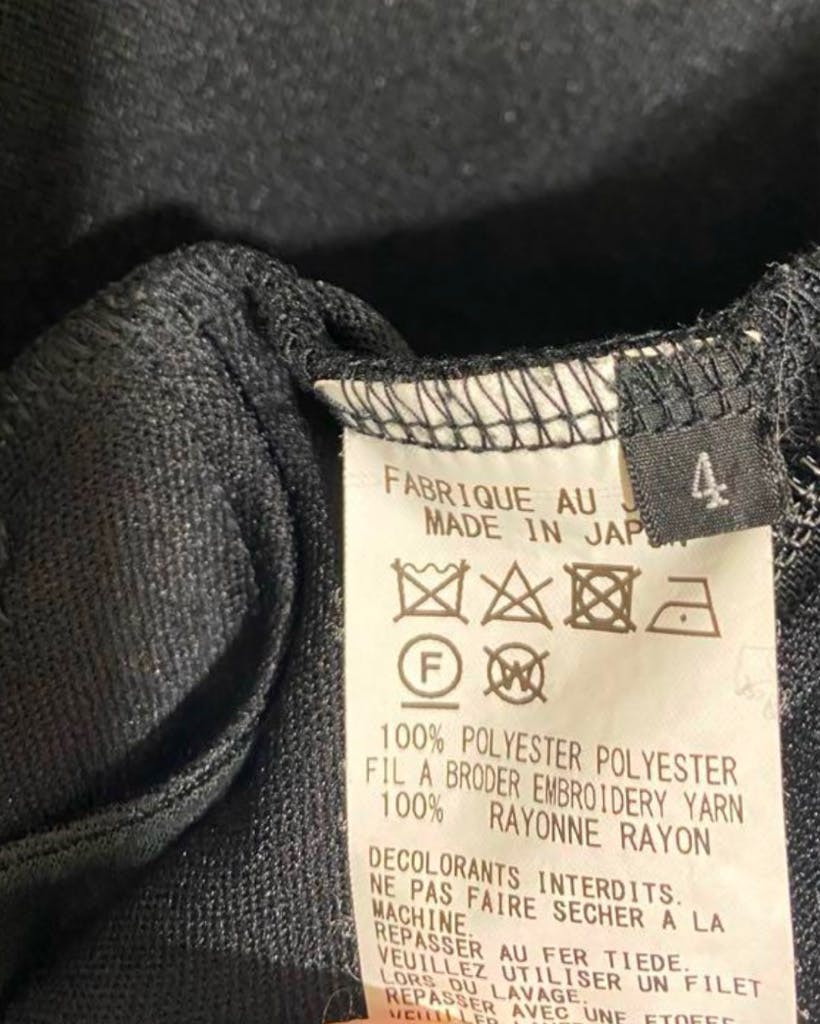 4
FABRIQUE AU
MADE IN
F
W
100% POLYESTER POLYESTER
FIL A BRODER EMBROIDERY YARN
100% RAYONNE RAYON
DECOLORANTS INTERDITS.
NE PAS FAIRE SECHER A LA
MACHINE.
REPASSER AU FER TIEDE.
VEUILLEZ UTILISER UN FILET
LORS DU LAVAGE.
REPASSER AVEC UNE ETOFFE